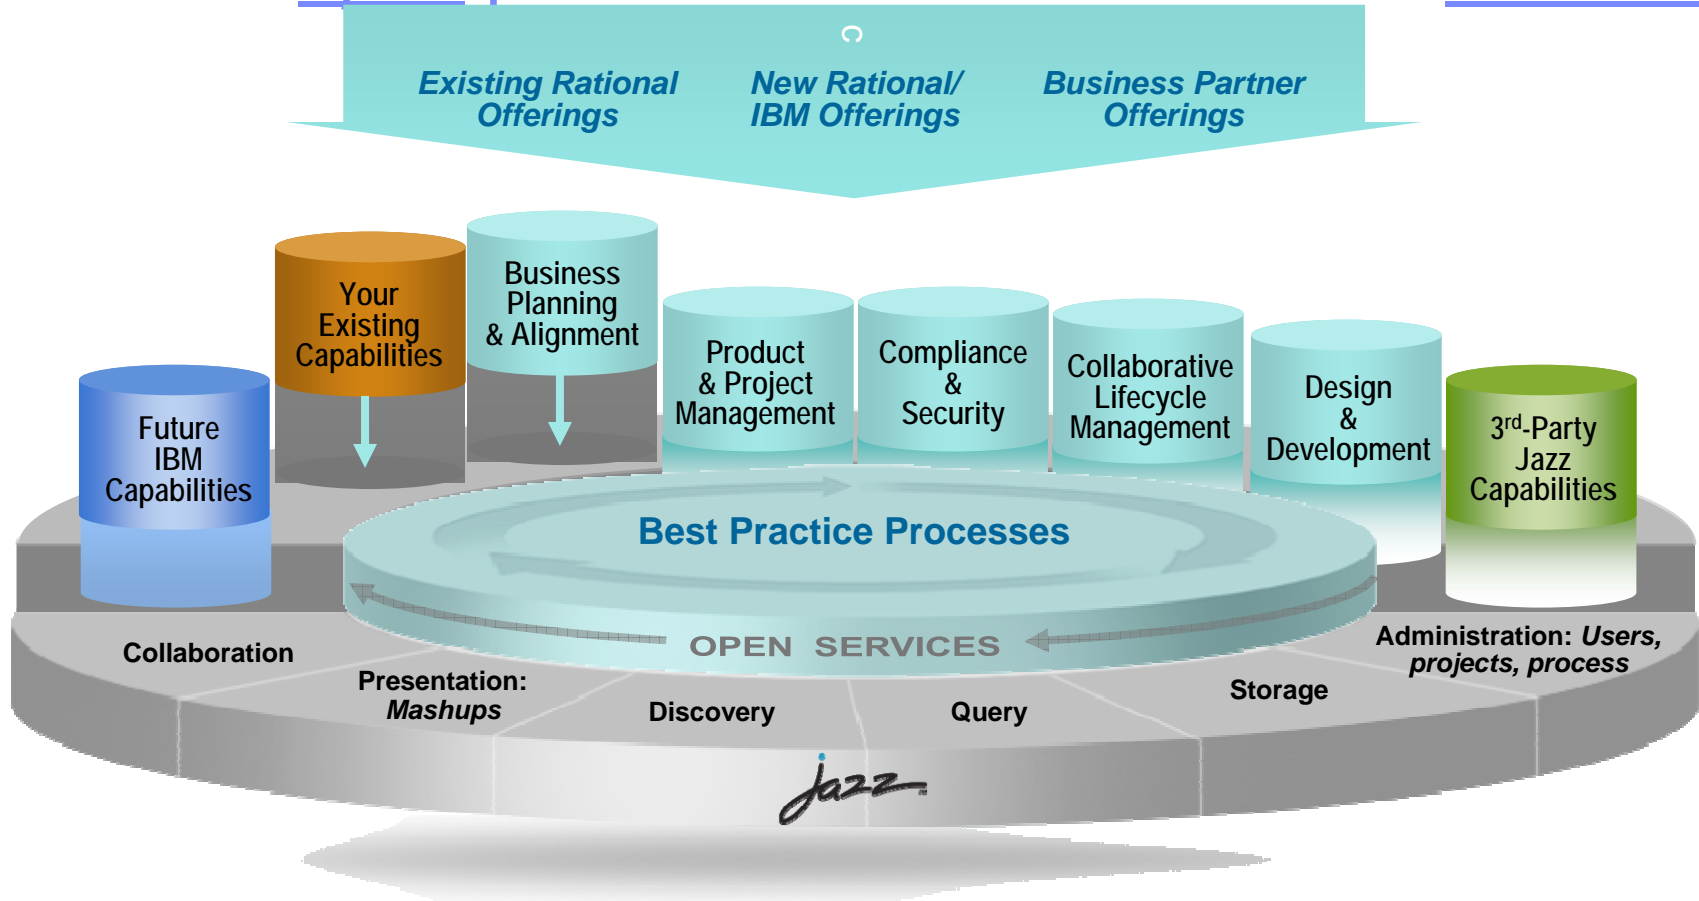 C
Existing Rational
Offerings
New Rational/
IBM Offerings
Business Partner
Offerings
Future
IBM
Capabilities
Your
Existing
Capabilities
Business
Planning
& Alignment
Product
& Project
Management
Compliance
&
Security
Collaborative
Lifecycle
Management
Design
&
Development
3rd-Party
Jazz
Capabilities
Best Practice Processes
OPEN SERVICES
Collaboration
Presentation:
Mashups
Discovery
Query
Storage
Administration: Users,
projects, process
jazz